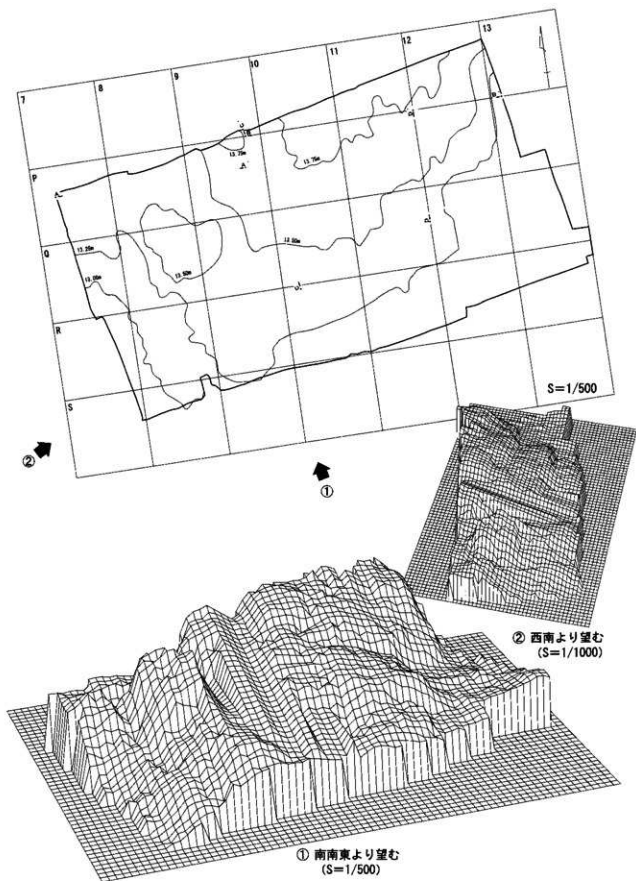 7
8
9
10
11
12
13
P
Q
R
S
13.75m
13.75m
13.25m
13.00m
13.50m
13.50m
S=1/500
②
①
② 西南より望む
(S=1/1000)
① 南南東より望む
(S=1/500)